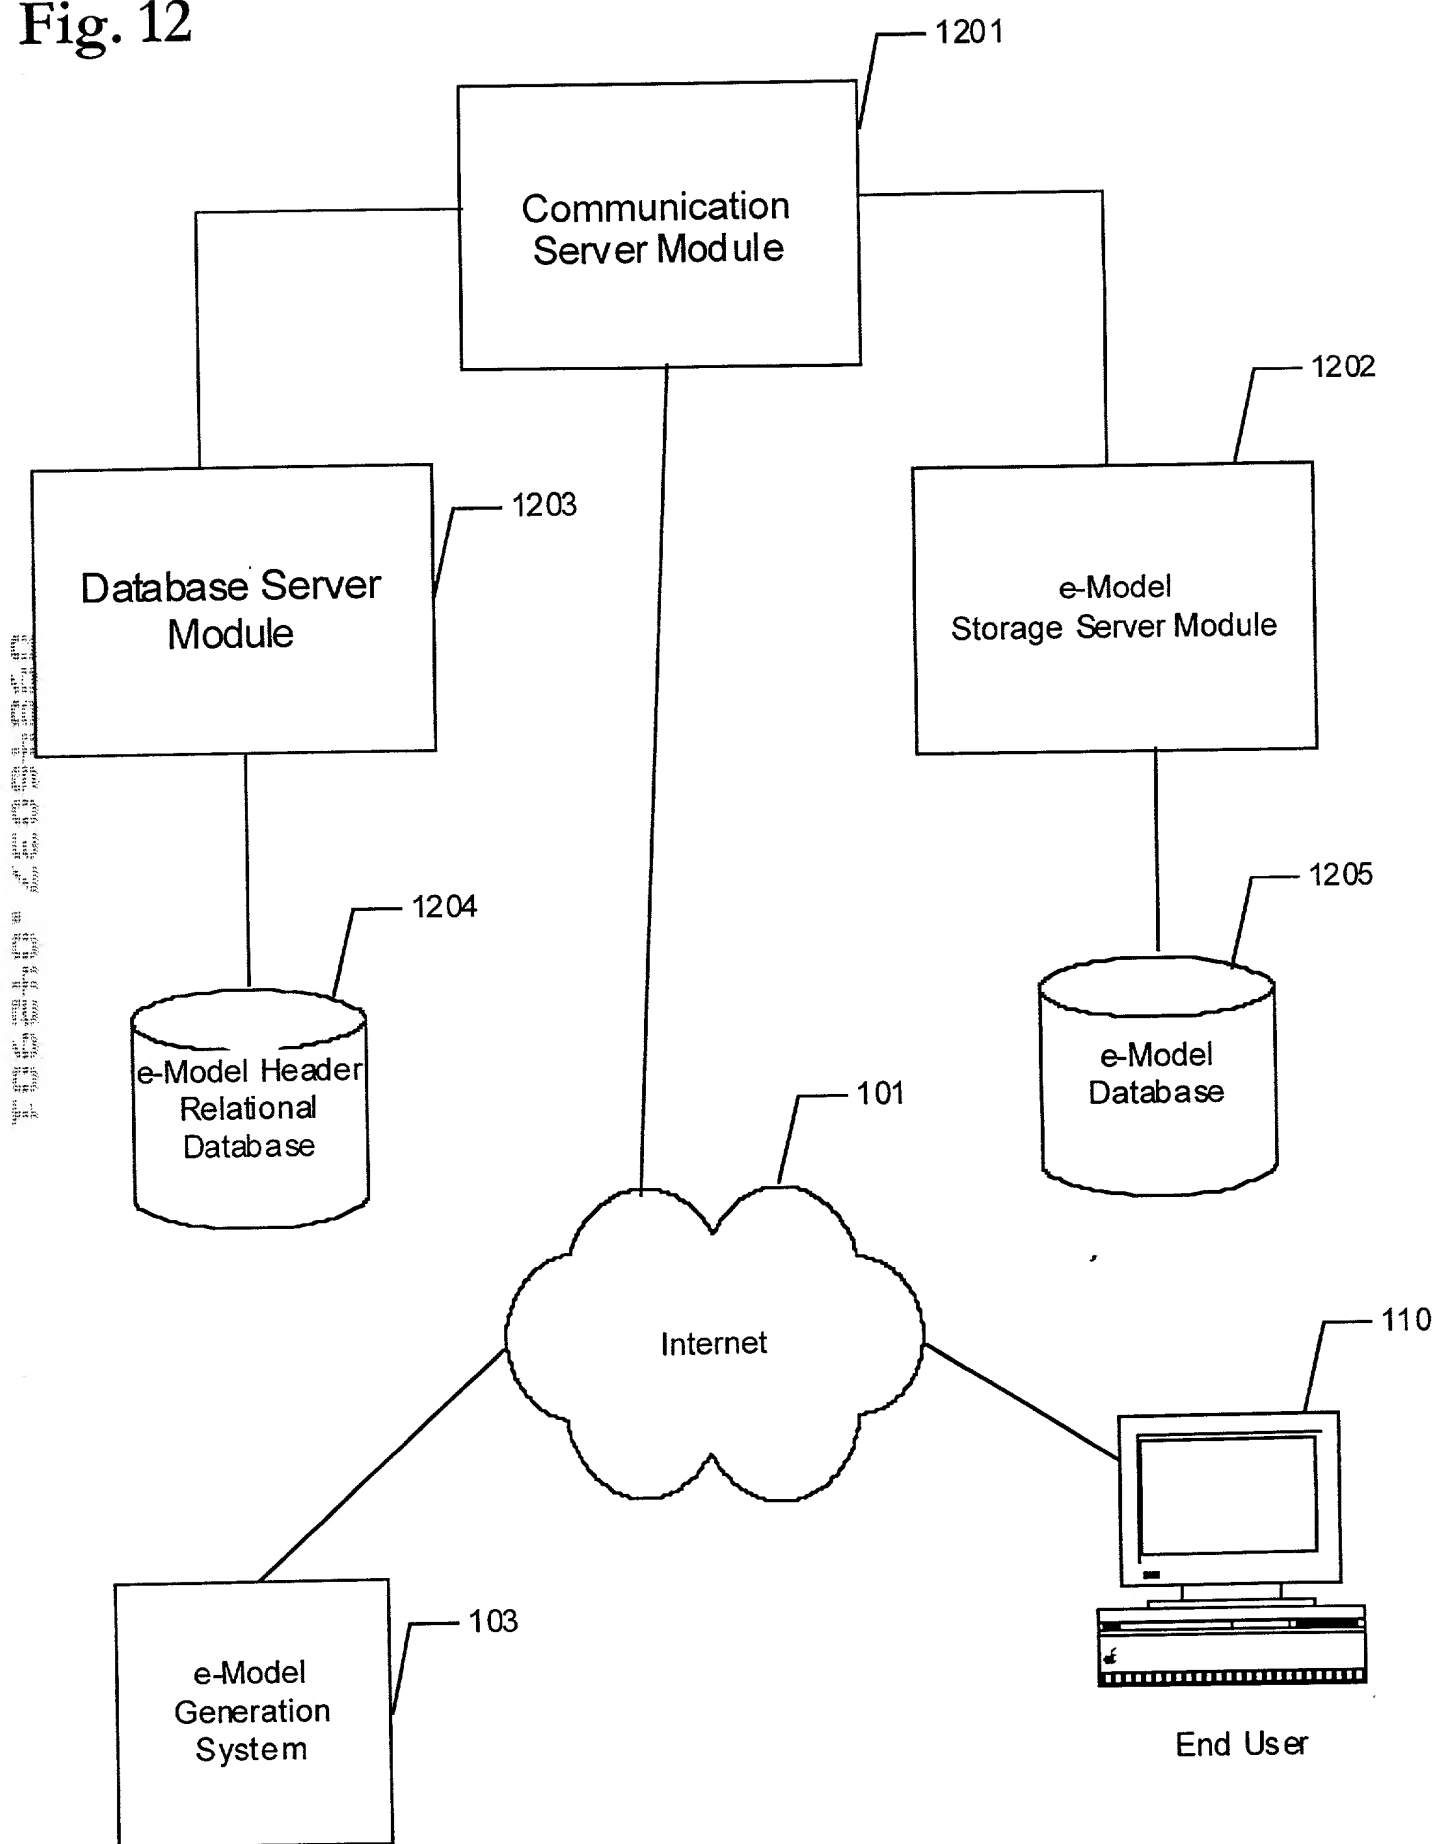 Fig. 12
1201
Communication
Server Module
1202
1203
Database Server
Module
e-Model
Storage Server Module
1204
1205
e-Model Header
Relational
Database
e-Model
Database
101
Internet
110
103
e-Model
Generation
System
End User